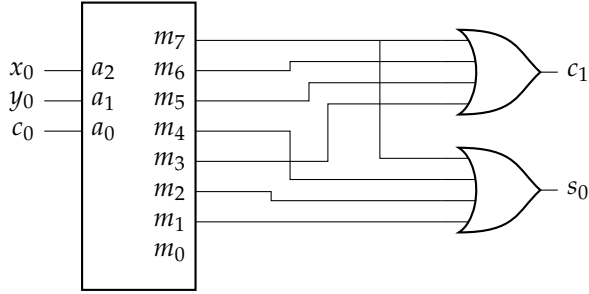 m₇
x₀ a₂ m₆ c₁
y₀ a₁ m₅
c₀ a₀ m₄
m₃
m₂ s₀
m₁
m₀